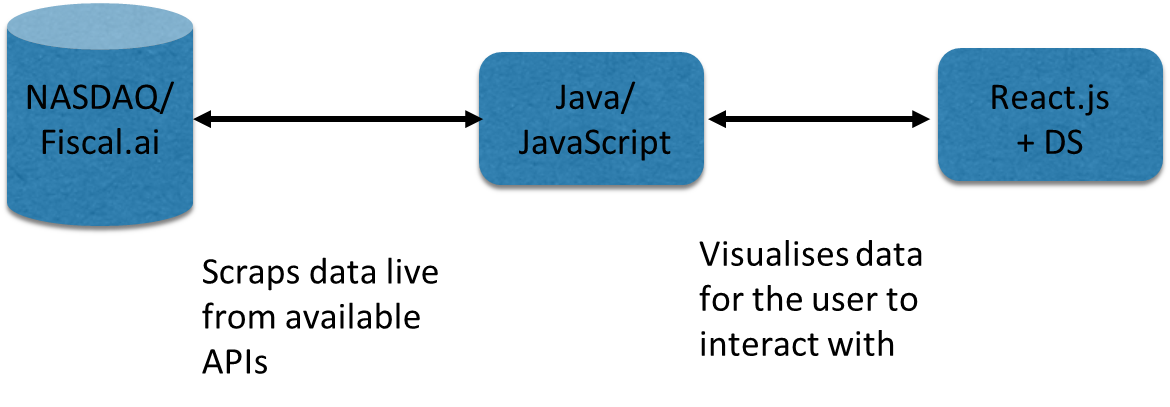 NASDAQ/
Fiscal.ai
Java/
JavaScript
React.js
+ DS
Scraps data live
from available
APIs
Visualises data
for the user to
interact with